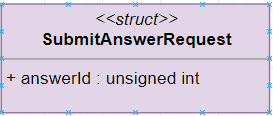 <<struct>>
SubmitAnswerRequest
+ answerId : unsigned int